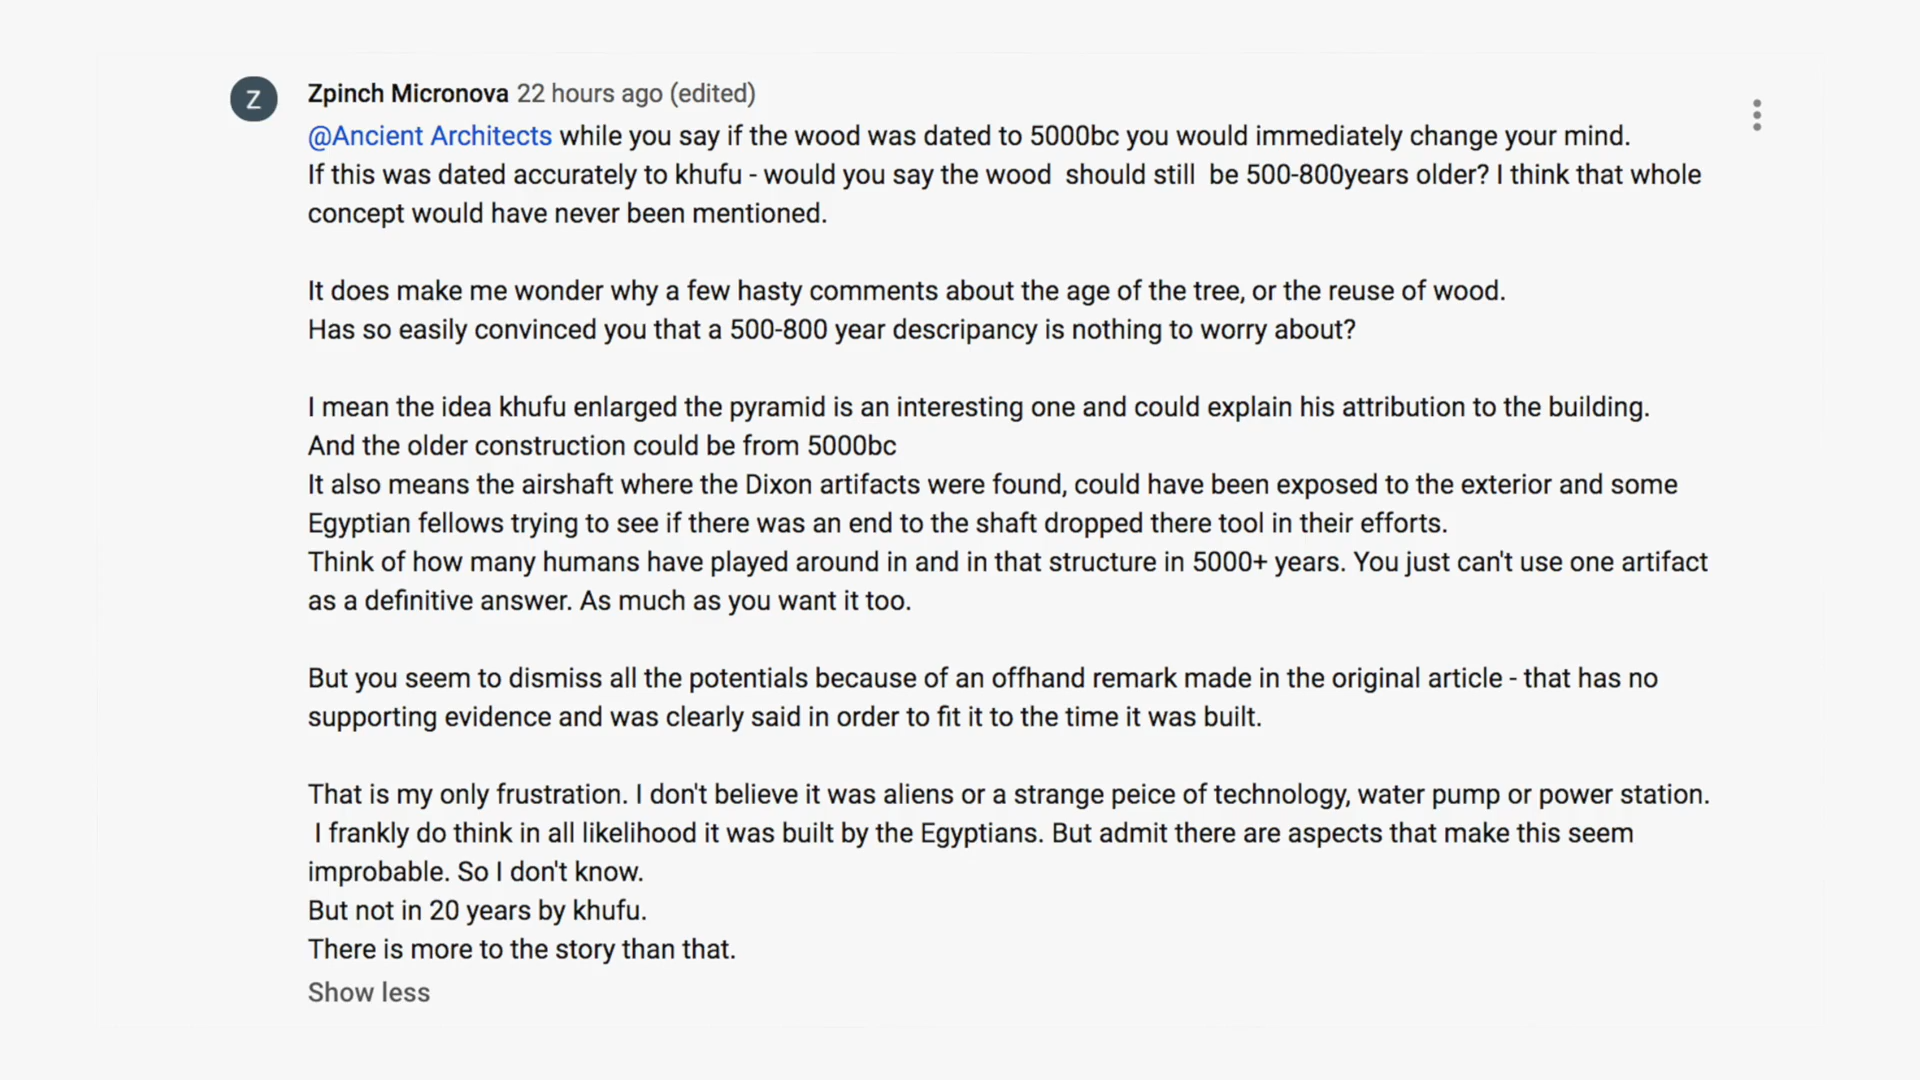 Z
Zpinch Micronova 22 hours ago (edited)
@Ancient Architects while you say if the wood was dated to 5000bc you would immediately change your mind.
If this was dated accurately to khufu - would you say the wood  should still  be 500-800years older? I think that whole
concept would have never been mentioned.
It does make me wonder why a few hasty comments about the age of the tree, or the reuse of wood.
Has so easily convinced you that a 500-800 year descripancy is nothing to worry about?
I mean the idea khufu enlarged the pyramid is an interesting one and could explain his attribution to the building.
And the older construction could be from 5000bc
It also means the airshaft where the Dixon artifacts were found, could have been exposed to the exterior and some
Egyptian fellows trying to see if there was an end to the shaft dropped there tool in their efforts.
Think of how many humans have played around in and in that structure in 5000+ years. You just can't use one artifact
as a definitive answer. As much as you want it too.
But you seem to dismiss all the potentials because of an offhand remark made in the original article - that has no
supporting evidence and was clearly said in order to fit it to the time it was built.
That is my only frustration. I don't believe it was aliens or a strange peice of technology, water pump or power station.
I frankly do think in all likelihood it was built by the Egyptians. But admit there are aspects that make this seem
improbable. So I don't know.
But not in 20 years by khufu.
There is more to the story than that.
Show less